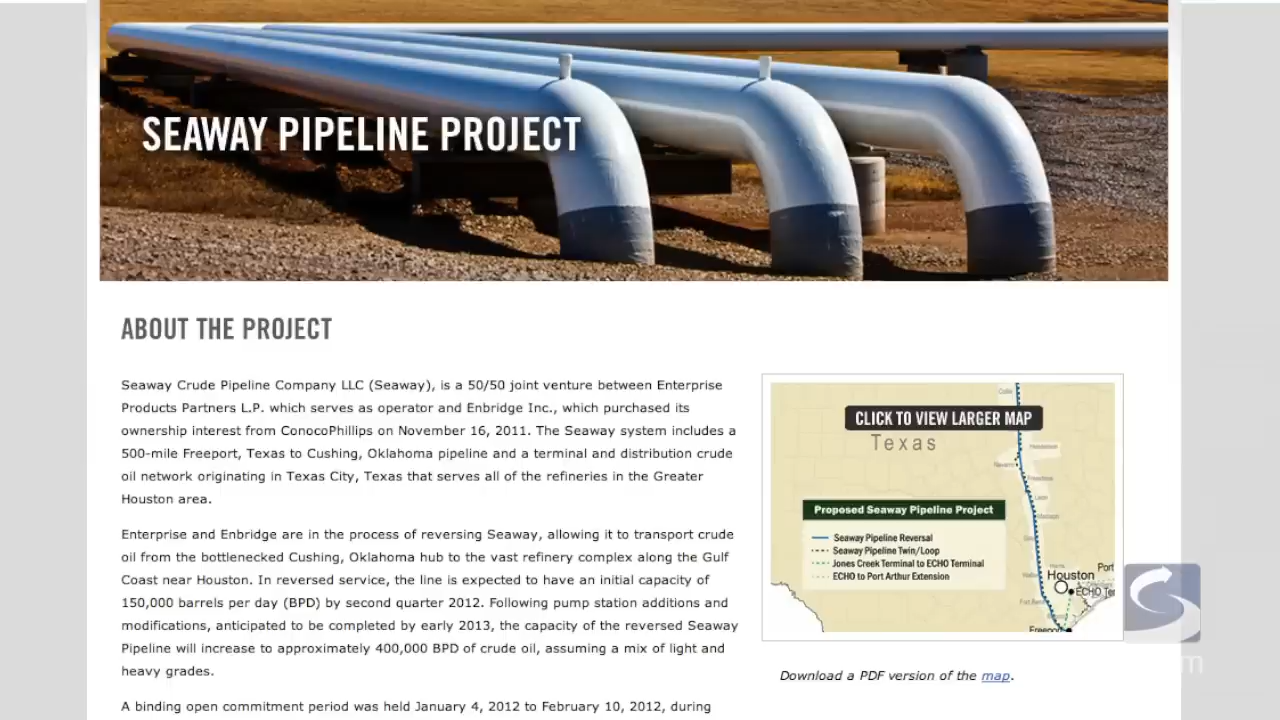 SEAWAY PIPELINE PROJECT
ABOUT THE PROJECT
Seaway Crude Pipeline Company LLC (Seaway), is a 50/50 joint venture between Enterprise
Products Partners L.P. which serves as operator and Enbridge Inc., which purchased its
ownership interest from ConocoPhillips on November 16, 2011. The Seaway system includes a
500-mile Freeport, Texas to Cushing, Oklahoma pipeline and a terminal and distribution crude
oil network originating in Texas City, Texas that serves all of the refineries in the Greater
Houston area.
Enterprise and Enbridge are in the process of reversing Seaway, allowing it to transport crude
oil from the bottlenecked Cushing, Oklahoma hub to the vast refinery complex along the Gulf
Coast near Houston. In reversed service, the line is expected to have an initial capacity of
150,000 barrels per day (BPD) by second quarter 2012. Following pump station additions and
modifications, anticipated to be completed by early 2013, the capacity of the reversed Seaway
Pipeline will increase to approximately 400,000 BPD of crude oil, assuming a mix of light and
heavy grades.
A binding open commitment period was held January 4, 2012 to February 10, 2012, during
CLICK TO VIEW LARGER MAP
Texas
Proposed Seaway Pipeline Project
Seaway Pipeline Reversal
Seaway Pipeline Twin/Loop
Jones Creek Terminal to ECHO Terminal
ECHO to Port Arthur Extension
Houston
Port
ECHO Ter
Freeport
Download a PDF version of the map.
m